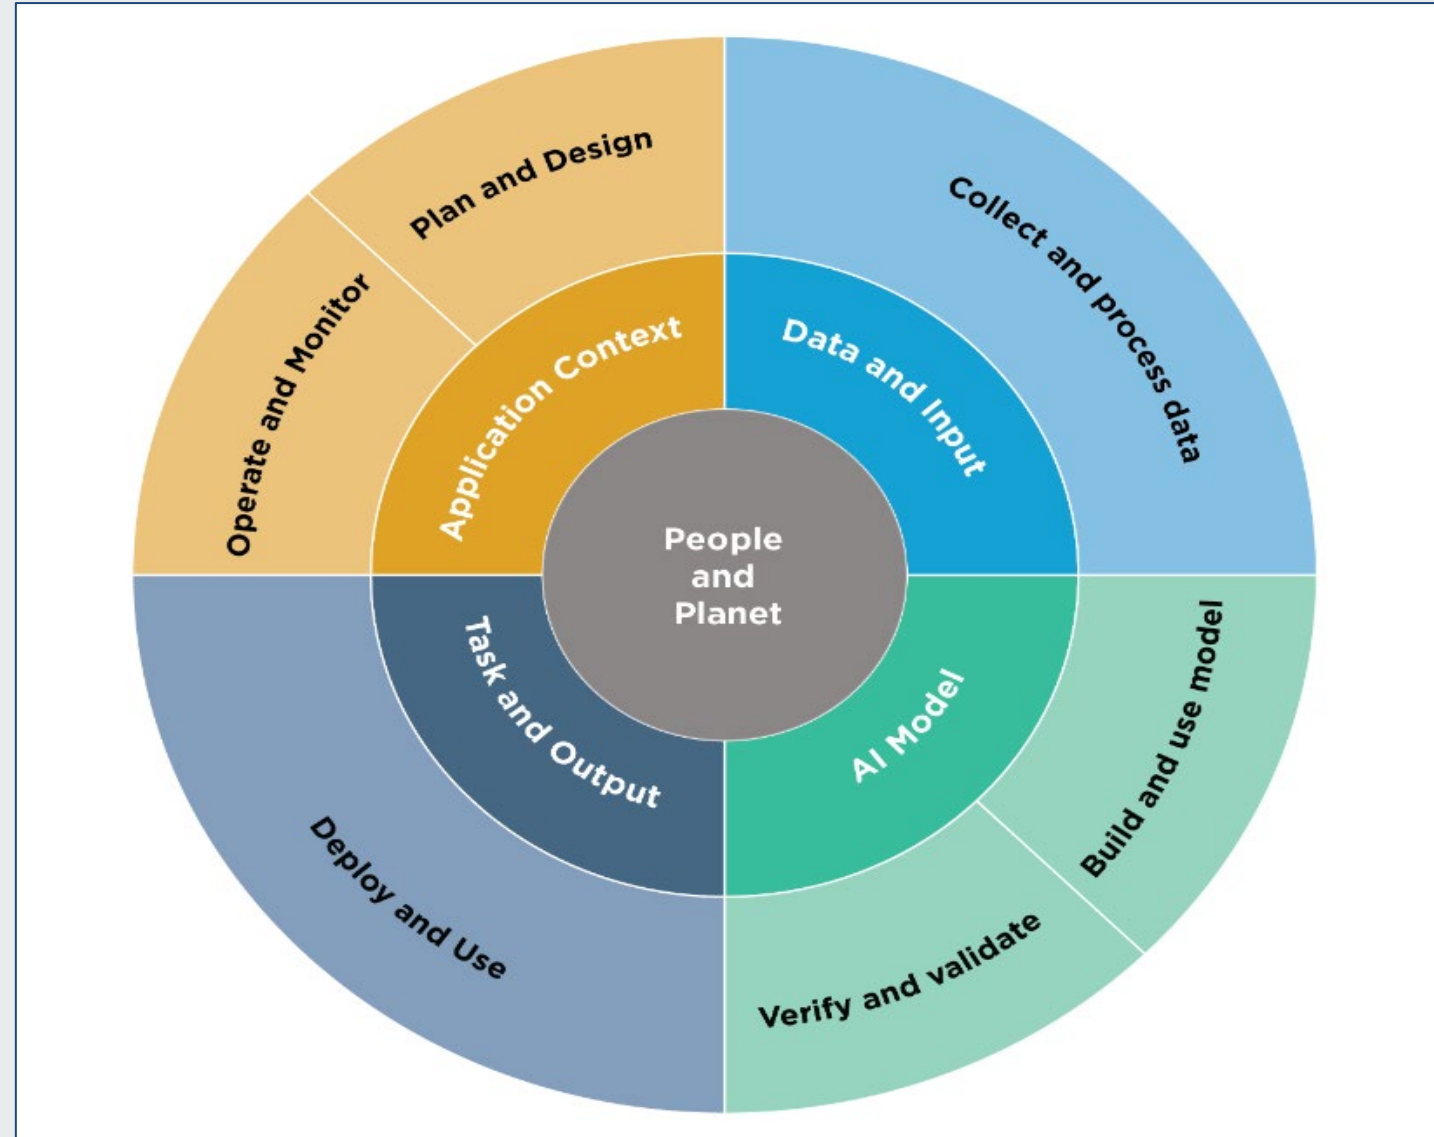 Plan and Design
Collect and process data
Operate and Monitor
Application Context
Data and Input
People
and
Planet
Task and Output
AI Model
Build and use model
Deploy and Use
Verify and validate